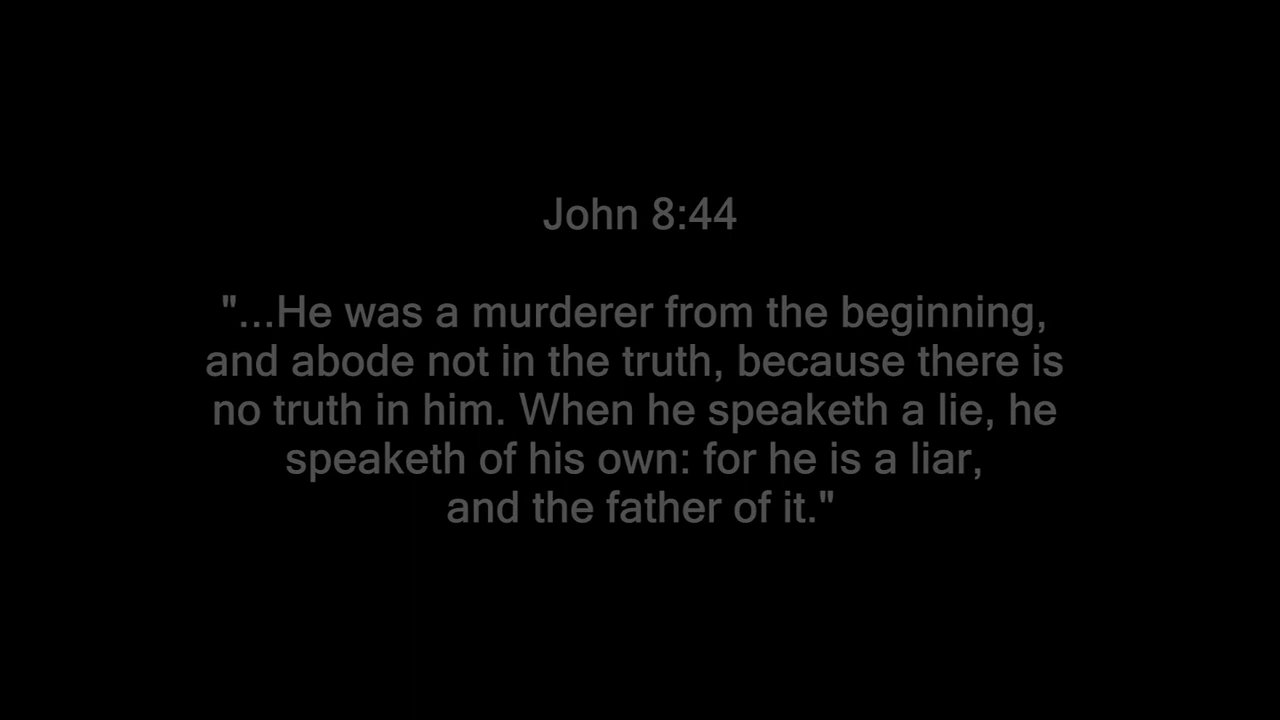 John 8:44
"...He was a murderer from the beginning,
and abode not in the truth, because there is
no truth in him. When he speaketh a lie, he
speaketh of his own: for he is a liar,
and the father of it."